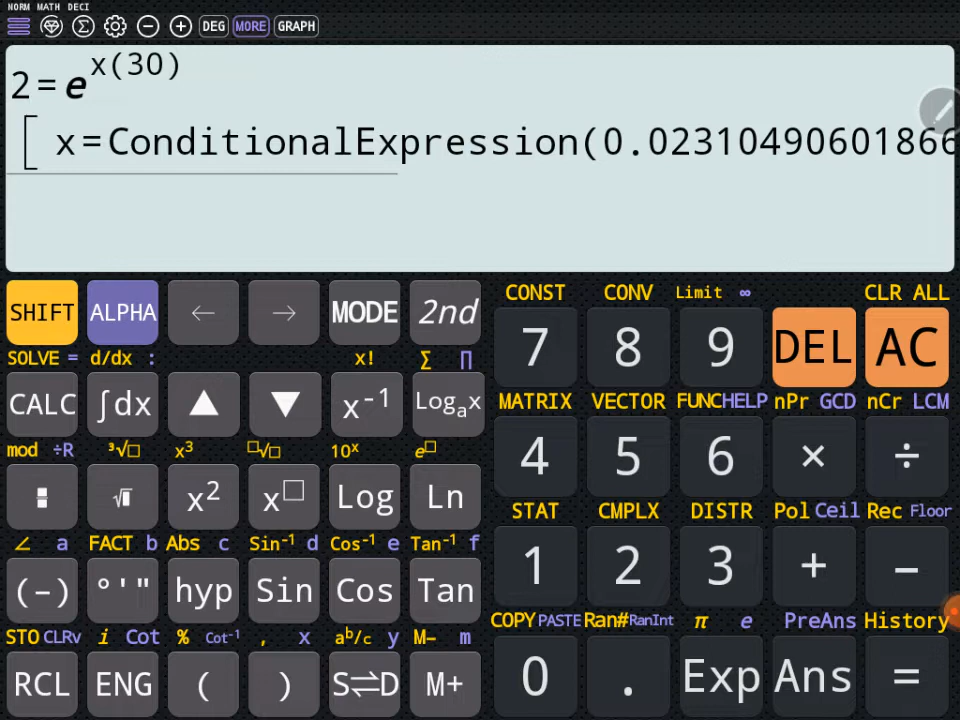 NORM MATH DECI
DEG MORE GRAPH
2=e^x(30)
x=ConditionalExpression(0.02310490601866
CONST CONV Limit ∞ CLR ALL
SHIFT ALPHA ← → MODE 2nd 7 8 9 DEL AC
SOLVE = d/dx : x! ∑ ∏
CALC ∫dx ▲ ▼ x⁻¹ Logₐx
MATRIX VECTOR FUNC HELP nPr GCD nCr LCM
4 5 6 × ÷
mod ÷R ³√□ x³ □√□ 10ˣ e□
√ x² x□ Log Ln
STAT CMPLX DISTR Pol Ceil Rec Floor
1 2 3 + −
∠ a FACT b Abs c Sin⁻¹ d Cos⁻¹ e Tan⁻¹ f
(−) °'" hyp Sin Cos Tan
COPY PASTE Ran# RanInt π e PreAns History
STO CLRv i Cot % Cot⁻¹ , x aᵇ/c y M− m
RCL ENG ( ) S⇌D M+ 0 . Exp Ans =